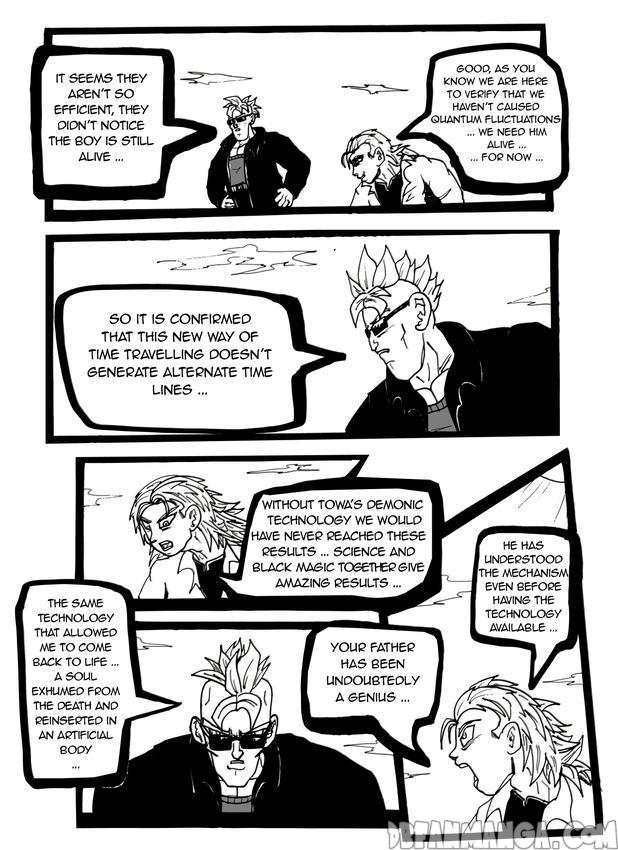 IT SEEMS THEY
AREN'T SO
EFFICIENT, THEY
DIDN'T NOTICE
THE BOY IS STILL
ALIVE ...
GOOD, AS YOU
KNOW WE ARE HERE
TO VERIFY THAT WE
HAVEN'T CAUSED
QUANTUM FLUCTUATIONS
... WE NEED HIM
ALIVE ...
... FOR NOW ...
SO IT IS CONFIRMED
THAT THIS NEW WAY OF
TIME TRAVELLING DOESN'T
GENERATE ALTERNATE TIME
LINES ...
WITHOUT TOWA'S DEMONIC
TECHNOLOGY WE WOULD
HAVE NEVER REACHED THESE
RESULTS ... SCIENCE AND
BLACK MAGIC TOGETHER GIVE
AMAZING RESULTS ...
HE HAS
UNDERSTOOD
THE MECHANISM
EVEN BEFORE
HAVING THE
TECHNOLOGY
AVAILABLE ...
THE SAME
TECHNOLOGY
THAT ALLOWED
ME TO COME
BACK TO LIFE ...
A SOUL
EXHUMED FROM
THE DEATH AND
REINSERTED IN
AN ARTIFICIAL
BODY
...
YOUR FATHER
HAS BEEN
UNDOUBTEDLY
A GENIUS ...
DBFANMANGA.COM